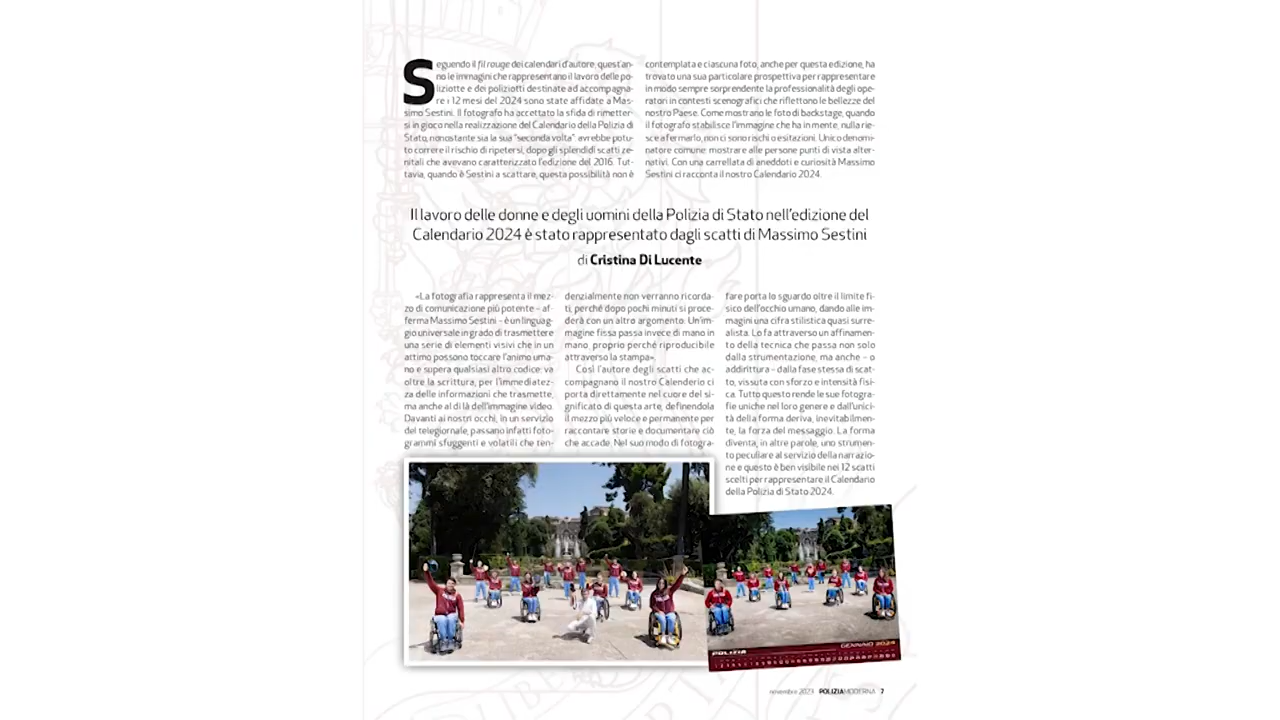 Seguendo il fil rouge dei calendari d'autore, quest'an-
no le immagini che rappresentano il lavoro delle po-
liziotte e dei poliziotti destinate ad accompagna-
re i 12 mesi del 2024 sono state affidate a Mas-
simo Sestini. Il fotografo ha accettato la sfida di rimetter-
si in gioco nella realizzazione del Calendario della Polizia di
Stato, nonostante sia la sua "seconda volta": avrebbe potu-
to correre il rischio di ripetersi, dopo gli splendidi scatti ze-
nitali che avevano caratterizzato l'edizione del 2016. Tut-
tavia, quando è Sestini a scattare, questa possibilità non è
contemplata e ciascuna foto, anche per questa edizione, ha
trovato una sua particolare prospettiva per rappresentare
in modo sempre sorprendente la professionalità degli ope-
ratori in contesti scenografici che riflettono le bellezze del
nostro Paese. Come mostrano le foto di backstage, quando
il fotografo stabilisce l'immagine che ha in mente, nulla rie-
sce a fermarlo, non ci sono rischi o esitazioni. Unico denomi-
natore comune: mostrare alle persone punti di vista alter-
nativi. Con una carrellata di aneddoti e curiosità Massimo
Sestini ci racconta il nostro Calendario 2024.
Il lavoro delle donne e degli uomini della Polizia di Stato nell'edizione del
Calendario 2024 è stato rappresentato dagli scatti di Massimo Sestini
di Cristina Di Lucente
«La fotografia rappresenta il mez-
zo di comunicazione più potente – af-
ferma Massimo Sestini – è un linguag-
gio universale in grado di trasmettere
una serie di elementi visivi che in un
attimo possono toccare l'animo uma-
no e supera qualsiasi altro codice: va
oltre la scrittura, per l'immediatez-
za delle informazioni che trasmette,
ma anche al di là dell'immagine video.
Davanti ai nostri occhi, in un servizio
del telegiornale, passano infatti foto-
grammi sfuggenti e volatili che ten-
denzialmente non verranno ricorda-
ti, perché dopo pochi minuti si proce-
derà con un altro argomento. Un'im-
magine fissa passa invece di mano in
mano, proprio perché riproducibile
attraverso la stampa».
Così l'autore degli scatti che ac-
compagnano il nostro Calendario ci
porta direttamente nel cuore del si-
gnificato di questa arte, definendola
il mezzo più veloce e permanente per
raccontare storie e documentare ciò
che accade. Nel suo modo di fotogra-
fare porta lo sguardo oltre il limite fi-
sico dell'occhio umano, dando alle im-
magini una cifra stilistica quasi surre-
alista. Lo fa attraverso un affinamen-
to della tecnica che passa non solo
dalla strumentazione, ma anche – o
addirittura – dalla fase stessa di scat-
to, vissuta con sforzo e intensità fisi-
ca. Tutto questo rende le sue fotogra-
fie uniche nel loro genere e dall'unici-
tà della forma deriva, inevitabilmen-
te, la forza del messaggio. La forma
diventa, in altre parole, uno strumen-
to peculiare al servizio della narrazio-
ne e questo è ben visibile nei 12 scatti
scelti per rappresentare il Calendario
della Polizia di Stato 2024.
POLIZIA
GENNAIO 2024
novembre 2023 POLIZIAMODERNA 7